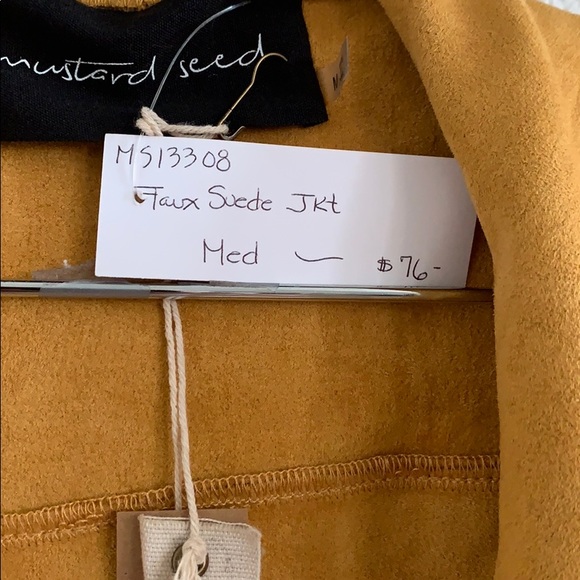 mustard seed
MS13308
Faux Suede Jkt
Med — $76-